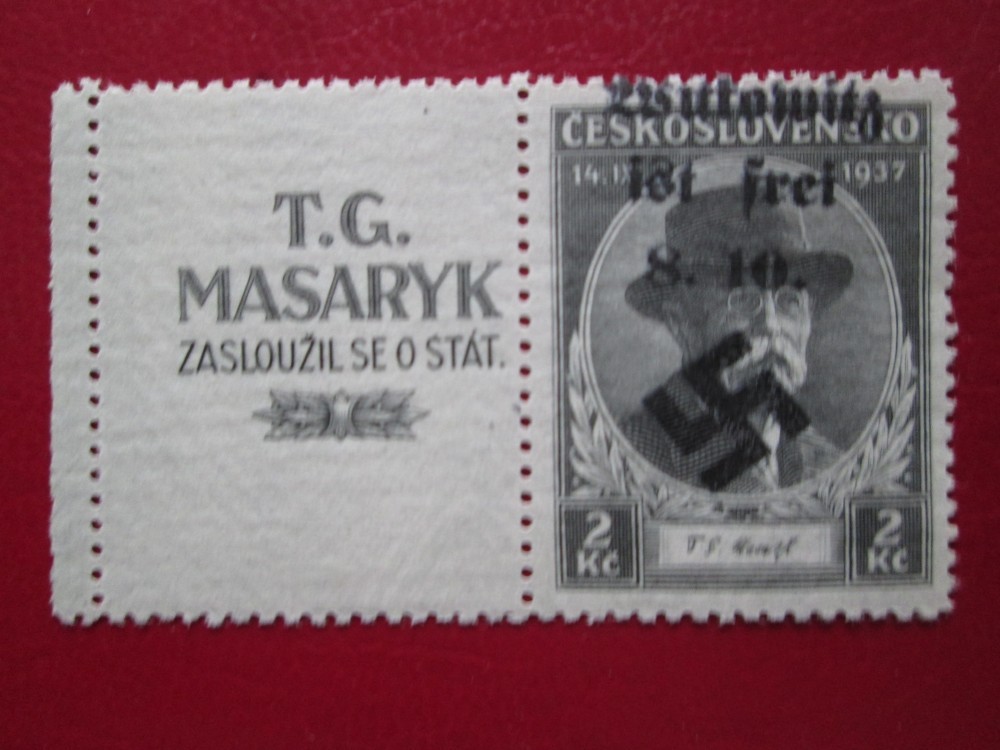 T.G.
MASARYK
ZASLOUŽIL SE O STÁT.
ČESKOSLOVENSKO
14. IX
1937
ist frei
8. 10.
2
Kč
2
Kč